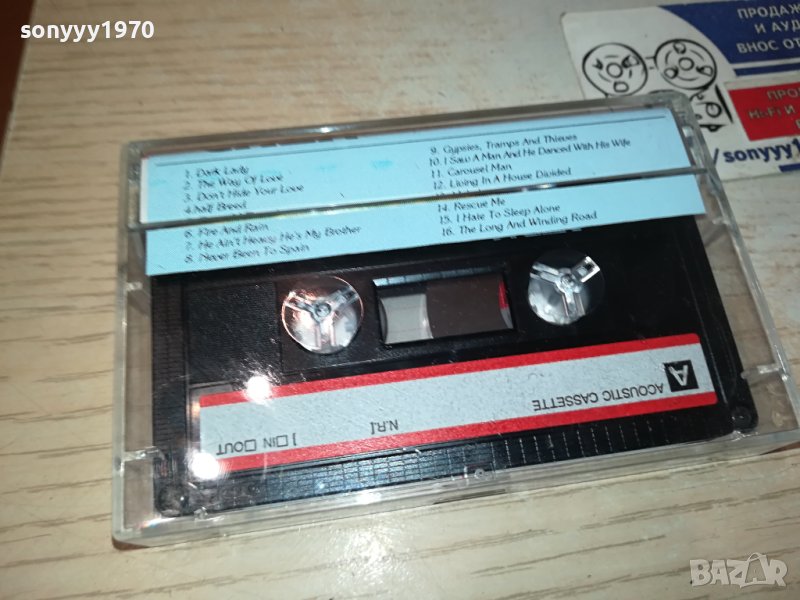 sonyyy1970
ПРОДАЖ
И АУД
ВНОС ОТ
ПРО
Hi-Fi И
/sonyyy1
1. Dark Lady
2. The Way Of Love
3. Don't Hide Your Love
4.Half Breed
6. Fire And Rain
7. He Ain't Heavy, He's My Brother
8. Never Been To Spain
9. Gypsies, Tramps And Thieves
10. I Saw A Man And He Danced With His Wife
11. Carousel Man
12. Living In A House Divided
14. Rescue Me
15. I Hate To Sleep Alone
16. The Long And Winding Road
A
ACOUSTIC CASSETTE
N.R.
IN OUT
BAZAR